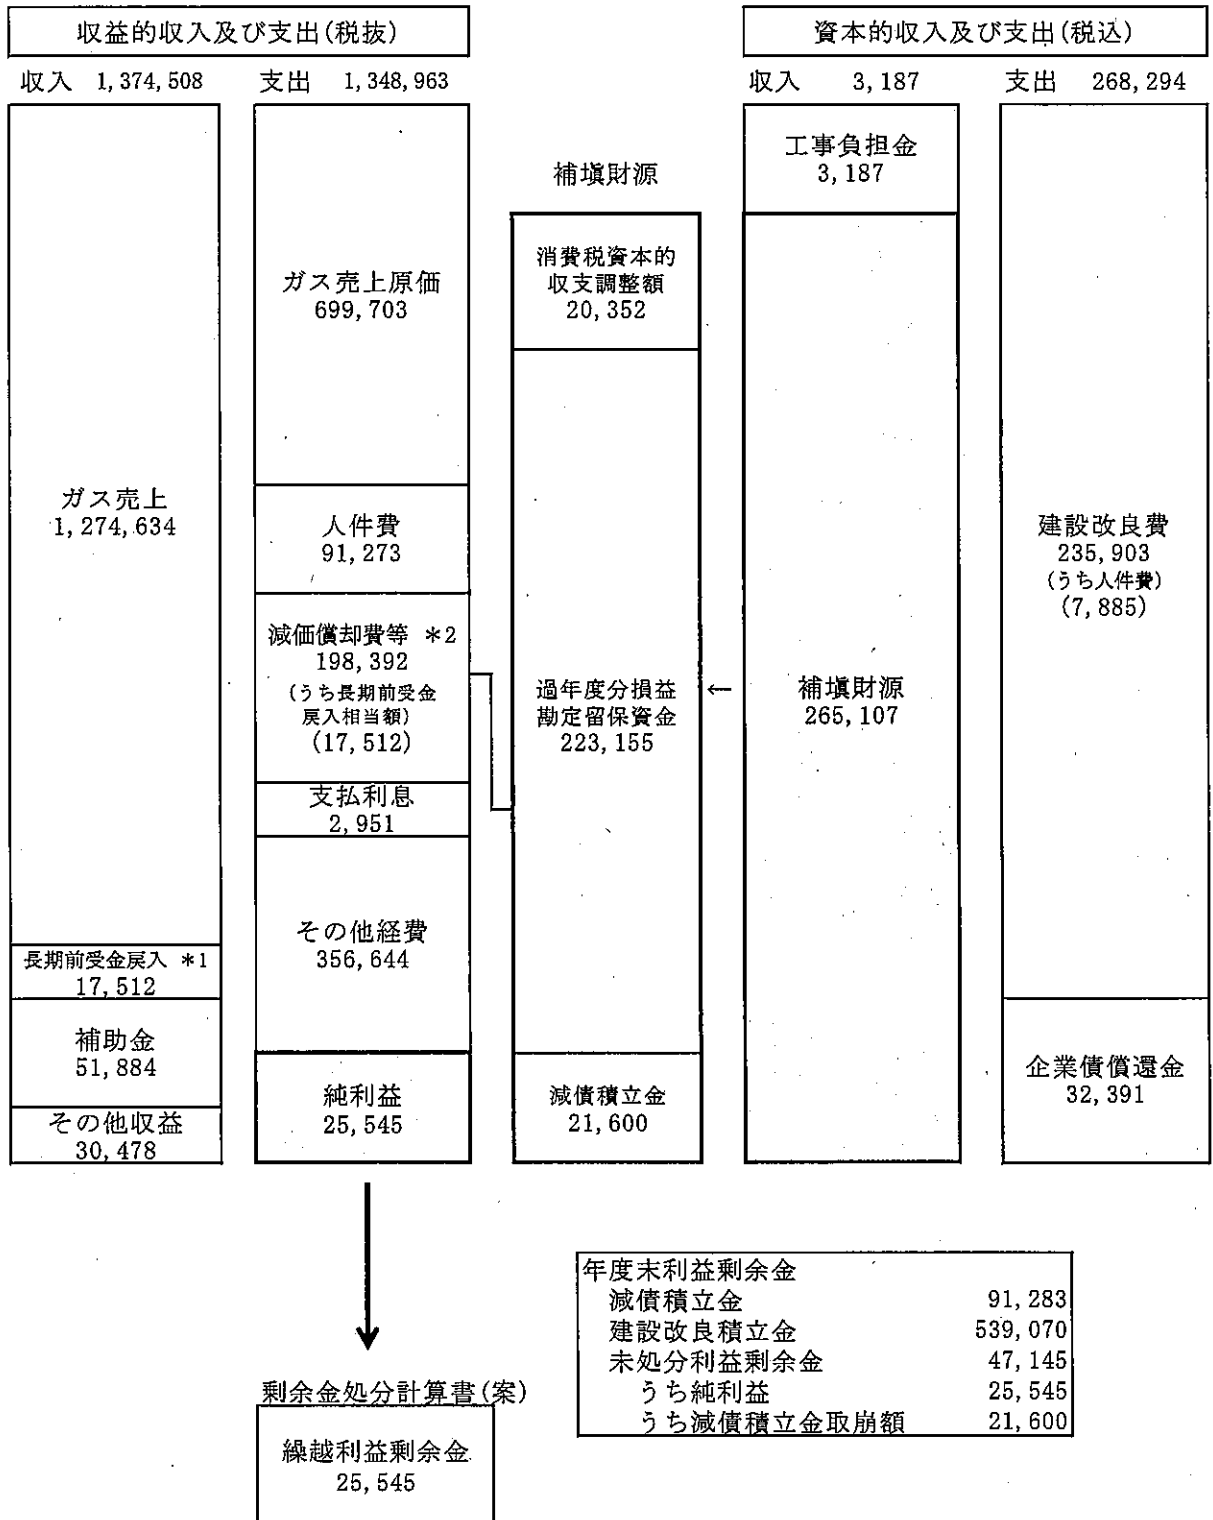 収益的収入及び支出(税抜)
収入 1,374,508 支出 1,348,963
ガス売上
1,274,634
長期前受金戻入 *1
17,512
補助金
51,884
その他収益
30,478
ガス売上原価
699,703
人件費
91,273
減価償却費等 *2
198,392
(うち長期前受金
戻入相当額)
(17,512)
支払利息
2,951
その他経費
356,644
純利益
25,545
補塡財源
消費税資本的
収支調整額
20,352
過年度分損益
勘定留保資金
223,155
減債積立金
21,600
資本的収入及び支出(税込)
収入 3,187 支出 268,294
工事負担金
3,187
←
補塡財源
265,107
建設改良費
235,903
(うち人件費)
(7,885)
企業債償還金
32,391
剰余金処分計算書(案)
繰越利益剰余金
25,545
年度末利益剰余金
減債積立金 91,283
建設改良積立金 539,070
未処分利益剰余金 47,145
うち純利益 25,545
うち減債積立金取崩額 21,600